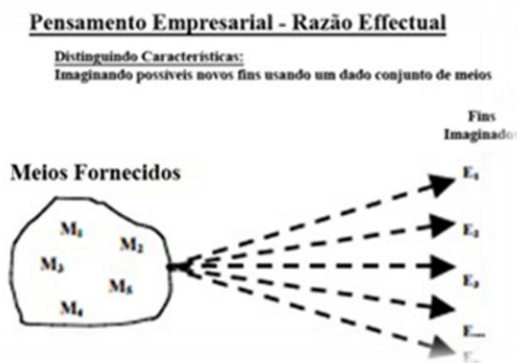 Pensamento Empresarial - Razão Effectual
Distinguindo Características:
Imaginando possíveis novos fins usando um dado conjunto de meios
Fins
Imaginado
Meios Fornecidos
M₁
M₂
M₃
M₅
M₄
E₁
E₂
E₃
E...